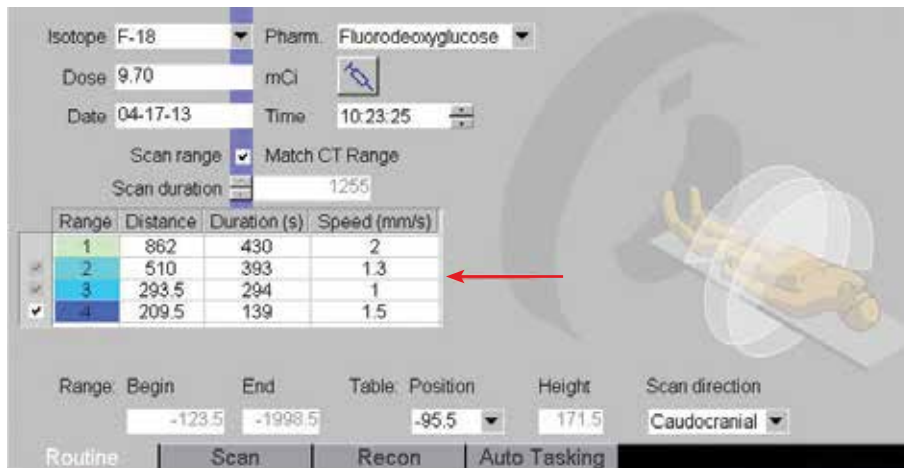 Isotope F-18 Pharm. Fluorodeoxyglucose
Dose 9.70 mCi
Date 04-17-13 Time 10:23:25
Scan range Match CT Range
Scan duration 1255
Range Distance Duration (s) Speed (mm/s)
1 862 430 2
2 510 393 1.3
3 293.5 294 1
4 209.5 139 1.5
Range: Begin End Table: Position Height Scan direction
-123.5 -1998.5 -95.5 171.5 Caudocranial
Routine Scan Recon Auto Tasking